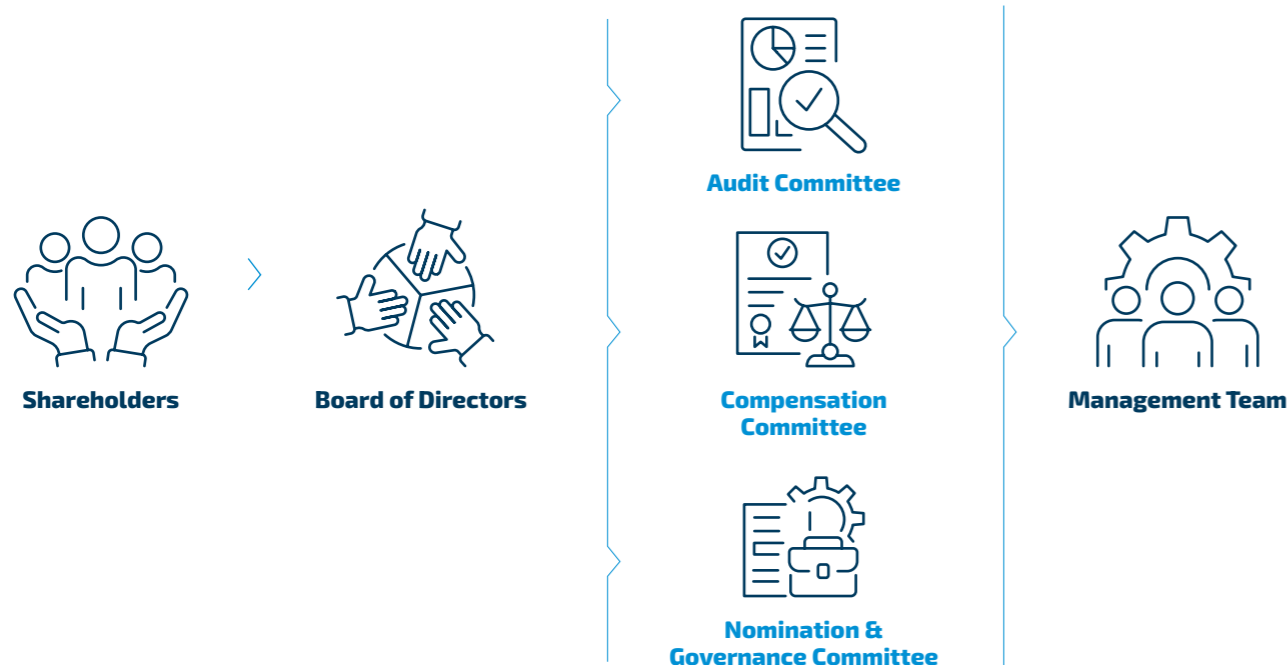 Shareholders
Board of Directors
Audit Committee
Compensation
Committee
Nomination &
Governance Committee
Management Team